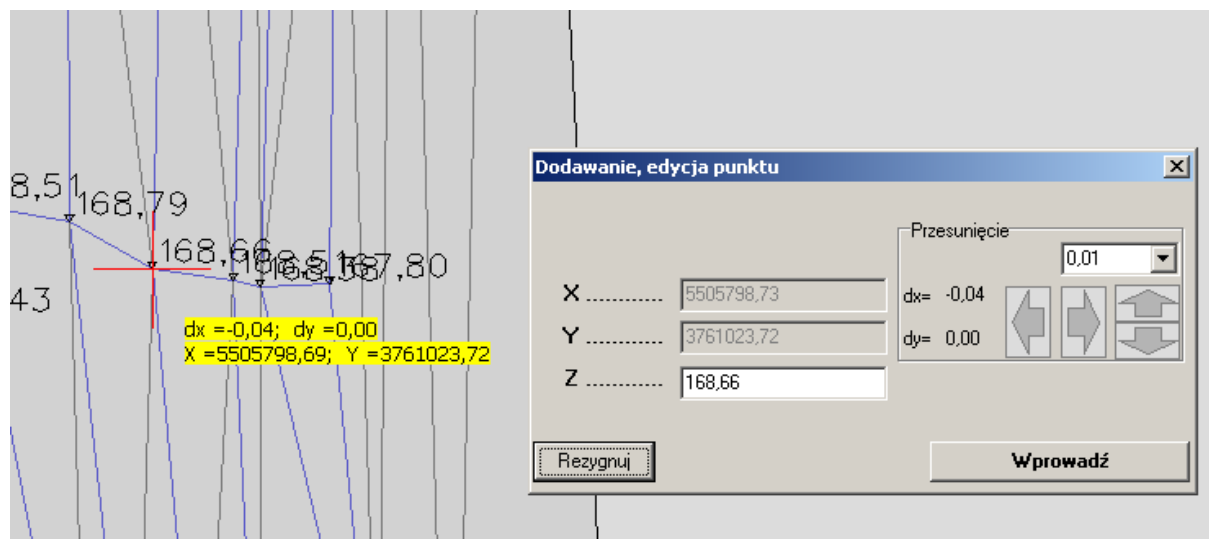 8,51
168,79
168,66
167,80
43
dx =-0,04; dy =0,00
X =5505798,69; Y =3761023,72
Dodawanie, edycja punktu
Przesunięcie
0,01
X ........... 5505798,73
dx= -0,04
Y ........... 3761023,72
dy= 0,00
Z ........... 168,66
Rezygnuj
Wprowadź